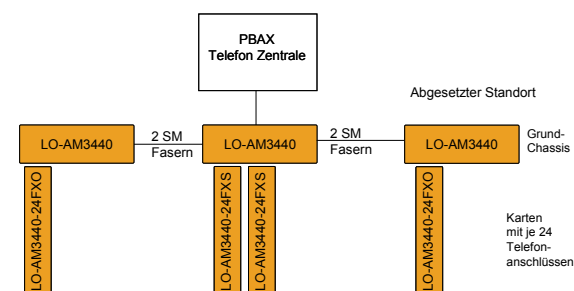 PBAX
Telefon Zentrale
Abgesetzter Standort
LO-AM3440
2 SM
Fasern
LO-AM3440
2 SM
Fasern
LO-AM3440
Grund-
Chassis
LO-AM3440-24FXO
LO-AM3440-24FXS
LO-AM3440-24FXS
LO-AM3440-24FXO
Karten
mit je 24
Telefon-
anschlüssen